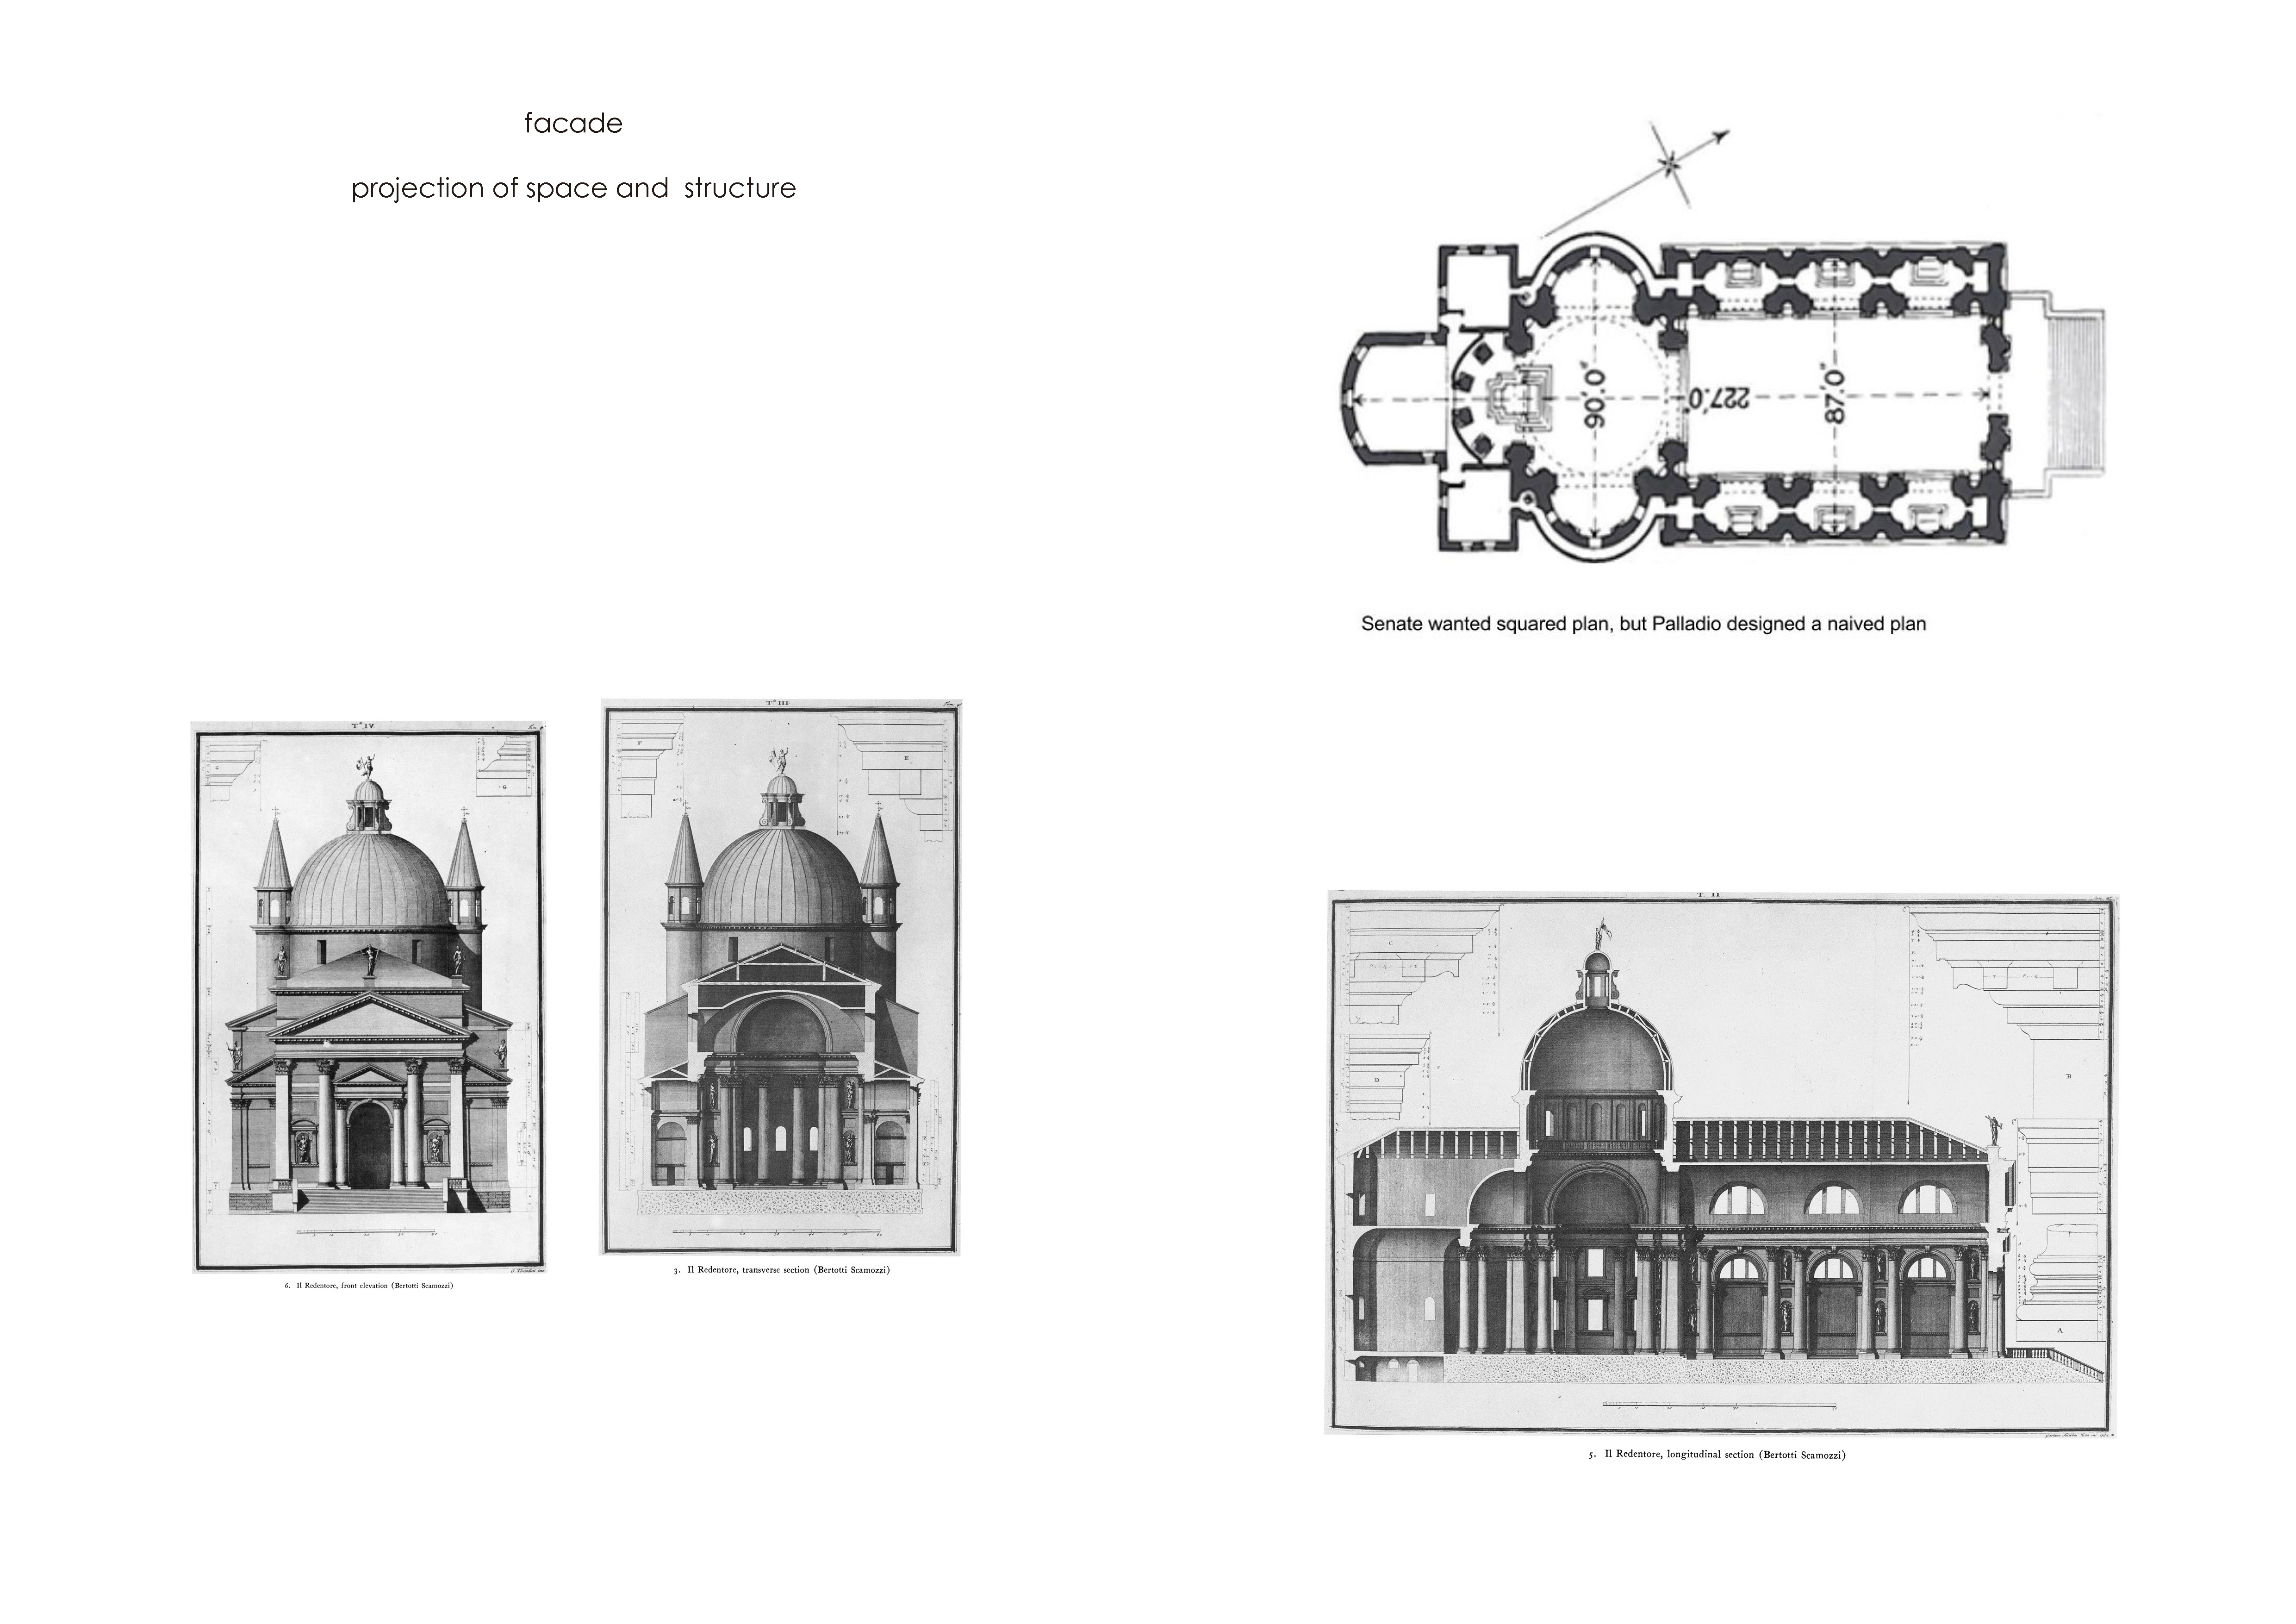 facade
projection of space and  structure
90'.0"
227'.0"
87'.0"
Senate wanted squared plan, but Palladio designed a naived plan
T.ª IV.
G
6. Il Redentore, front elevation (Bertotti Scamozzi)
T.ª III.
F
E
3. Il Redentore, transverse section (Bertotti Scamozzi)
T II
C
D
B
A
5. Il Redentore, longitudinal section (Bertotti Scamozzi)